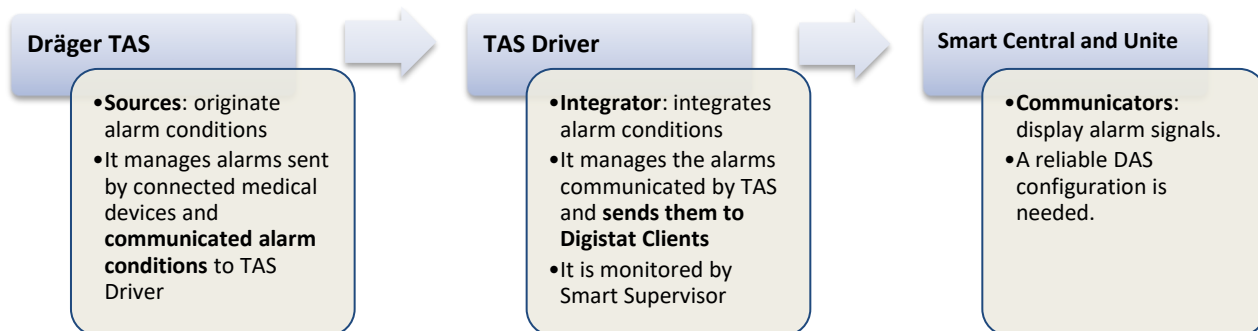 Dräger TAS
•Sources: originate
alarm conditions
•It manages alarms sent
by connected medical
devices and
communicated alarm
conditions to TAS
Driver
TAS Driver
•Integrator: integrates
alarm conditions
•It manages the alarms
communicated by TAS
and sends them to
Digistat Clients
•It is monitored by
Smart Supervisor
Smart Central and Unite
•Communicators:
display alarm signals.
•A reliable DAS
configuration is
needed.